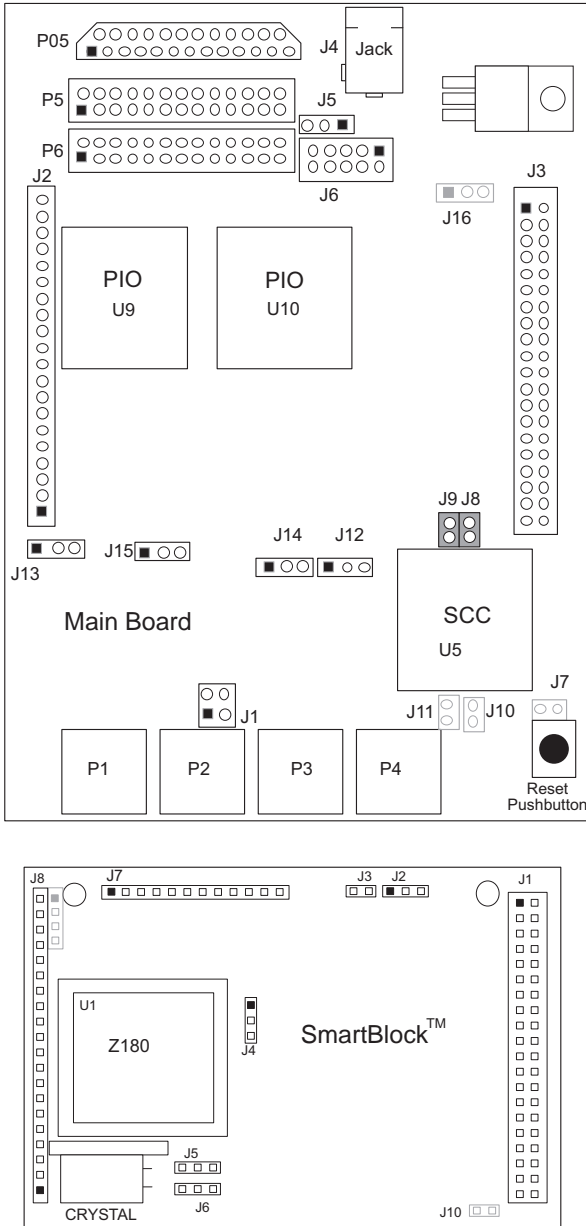 P05
J4
Jack
P5
J5
P6
J2
J6
J16
J3
PIO
U9
PIO
U10
J9 J8
J13
J15
J14
J12
Main Board
SCC
U5
J1
J11
J10
J7
P1
P2
P3
P4
Reset
Pushbutton
J8
J7
J3
J2
J1
U1
Z180
J4
SmartBlock™
J5
J6
CRYSTAL
J10